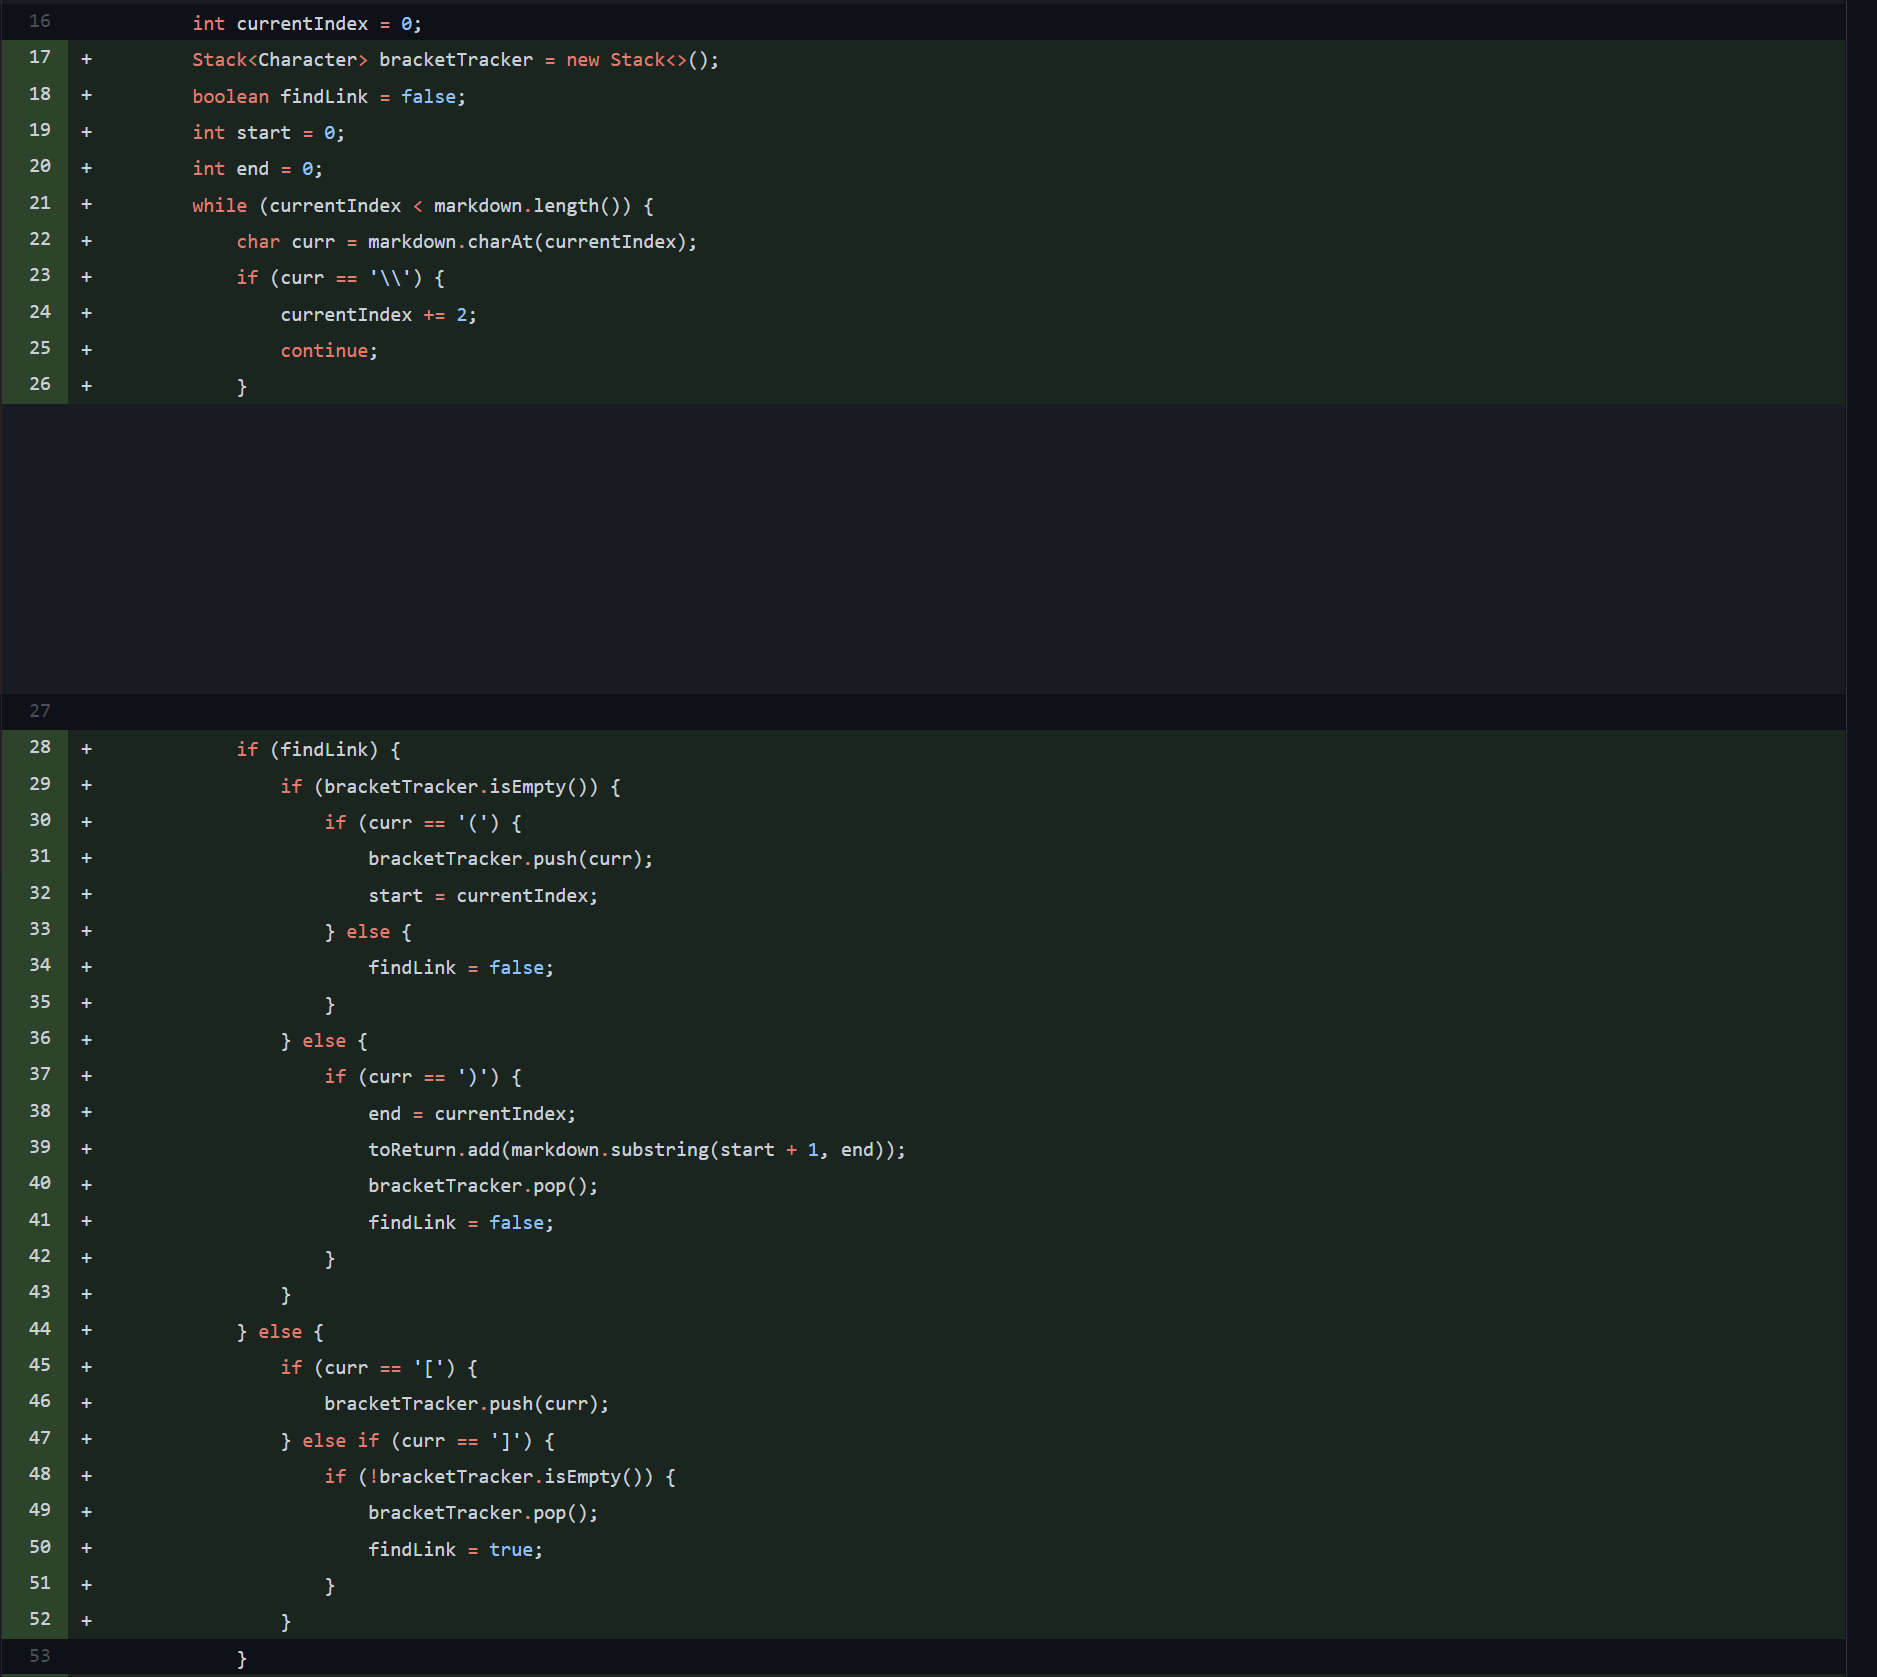 16 int currentIndex = 0;
17 + Stack<Character> bracketTracker = new Stack<>();
18 + boolean findLink = false;
19 + int start = 0;
20 + int end = 0;
21 + while (currentIndex < markdown.length()) {
22 + char curr = markdown.charAt(currentIndex);
23 + if (curr == '\\') {
24 + currentIndex += 2;
25 + continue;
26 + }
27
28 + if (findLink) {
29 + if (bracketTracker.isEmpty()) {
30 + if (curr == '(') {
31 + bracketTracker.push(curr);
32 + start = currentIndex;
33 + } else {
34 + findLink = false;
35 + }
36 + } else {
37 + if (curr == ')') {
38 + end = currentIndex;
39 + toReturn.add(markdown.substring(start + 1, end));
40 + bracketTracker.pop();
41 + findLink = false;
42 + }
43 + }
44 + } else {
45 + if (curr == '[') {
46 + bracketTracker.push(curr);
47 + } else if (curr == ']') {
48 + if (!bracketTracker.isEmpty()) {
49 + bracketTracker.pop();
50 + findLink = true;
51 + }
52 + }
53 }